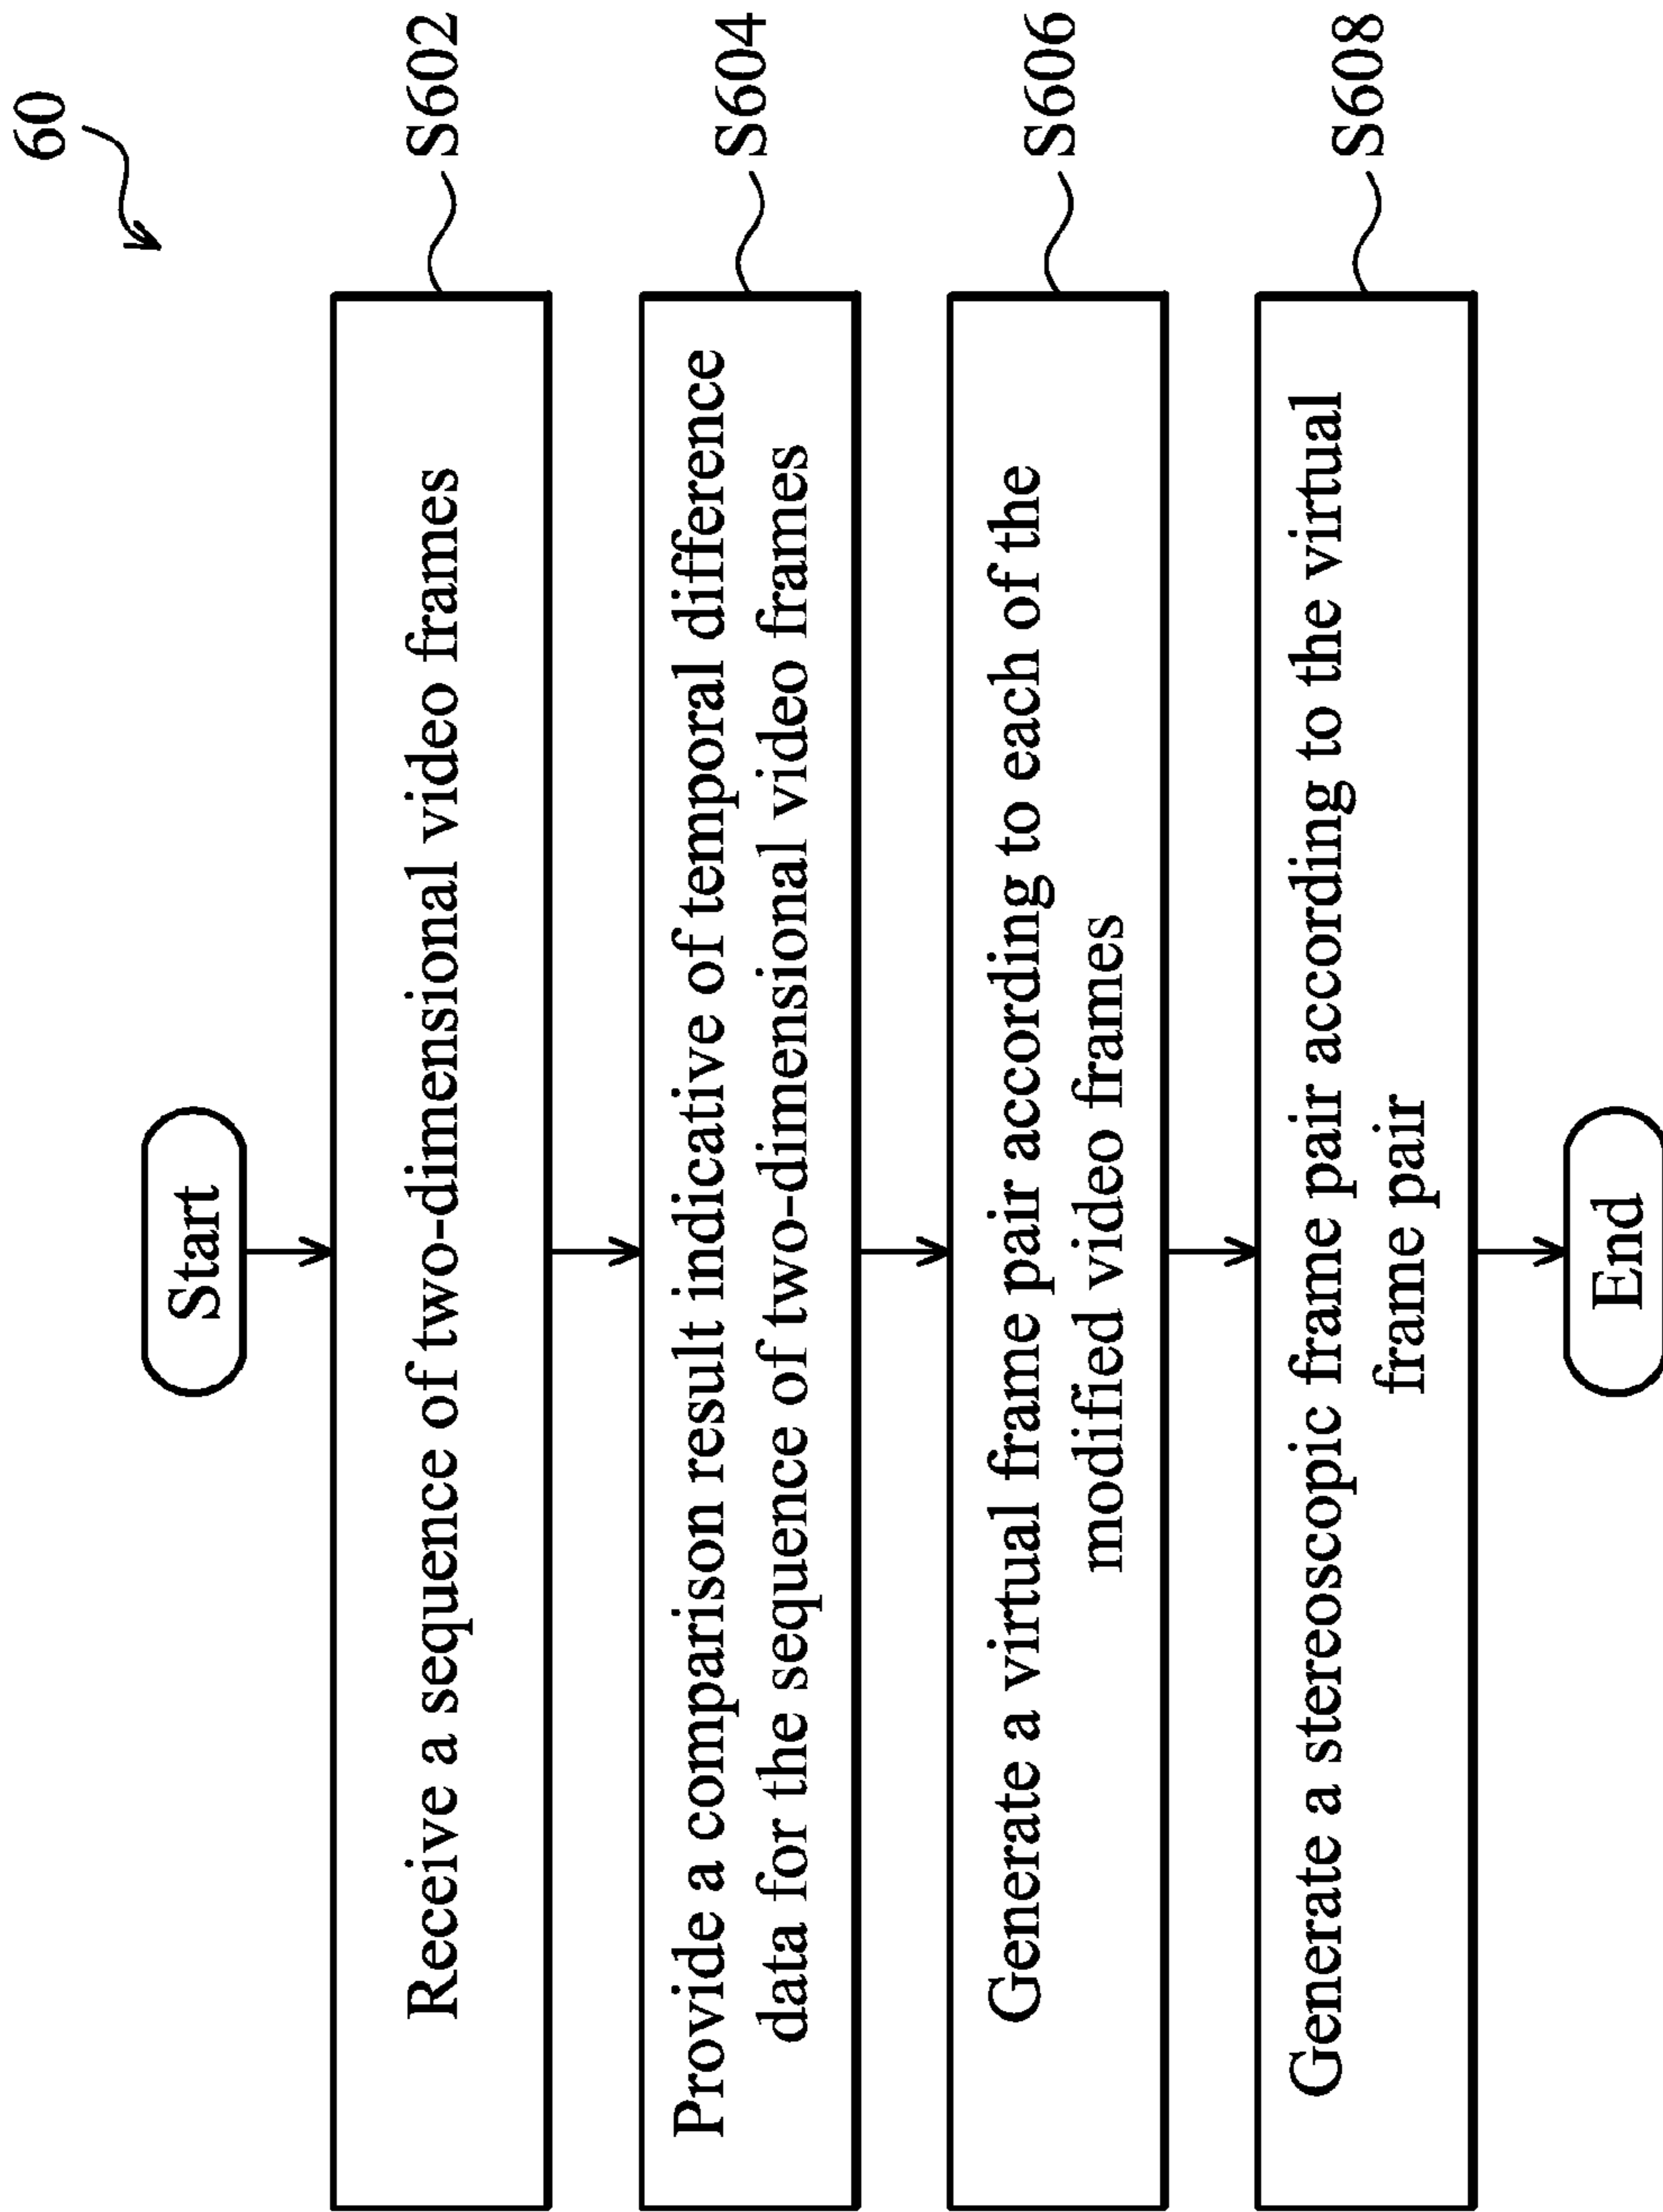 60
Start
Receive a sequence of two-dimensional video frames
S602
Provide a comparison result indicative of temporal difference
data for the sequence of two-dimensional video frames
S604
Generate a virtual frame pair according to each of the
modified video frames
S606
Generate a stereoscopic frame pair according to the virtual
frame pair
S608
End